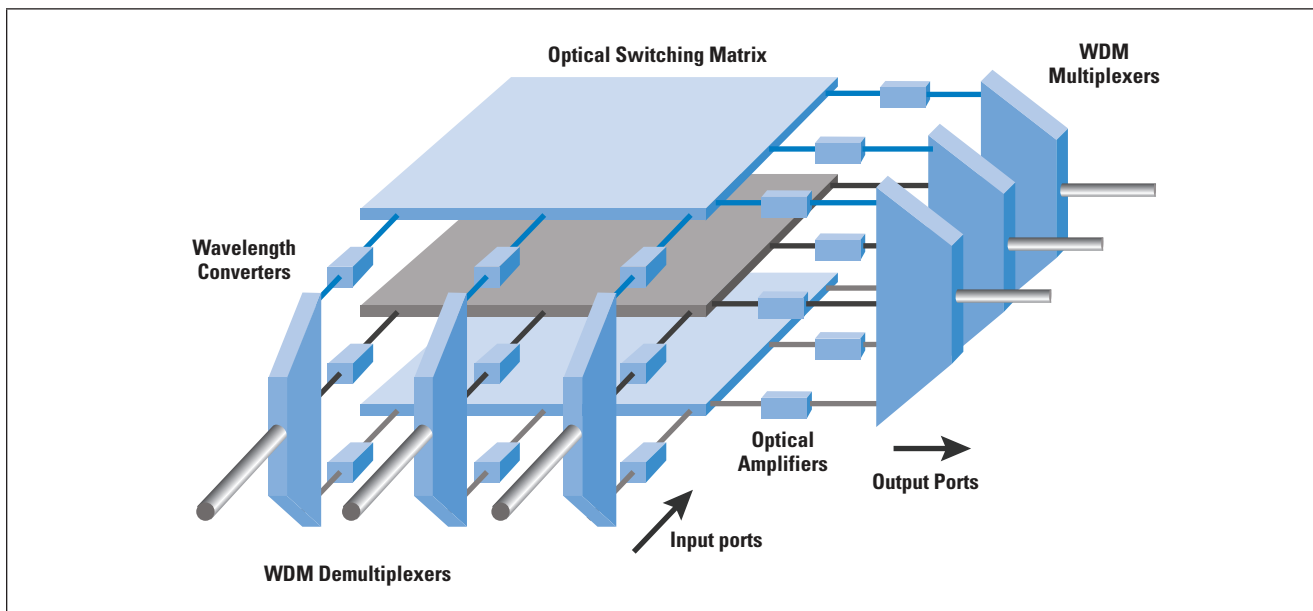 Optical Switching Matrix
WDM
Multiplexers
Wavelength
Converters
Optical
Amplifiers
Output Ports
Input ports
WDM Demultiplexers